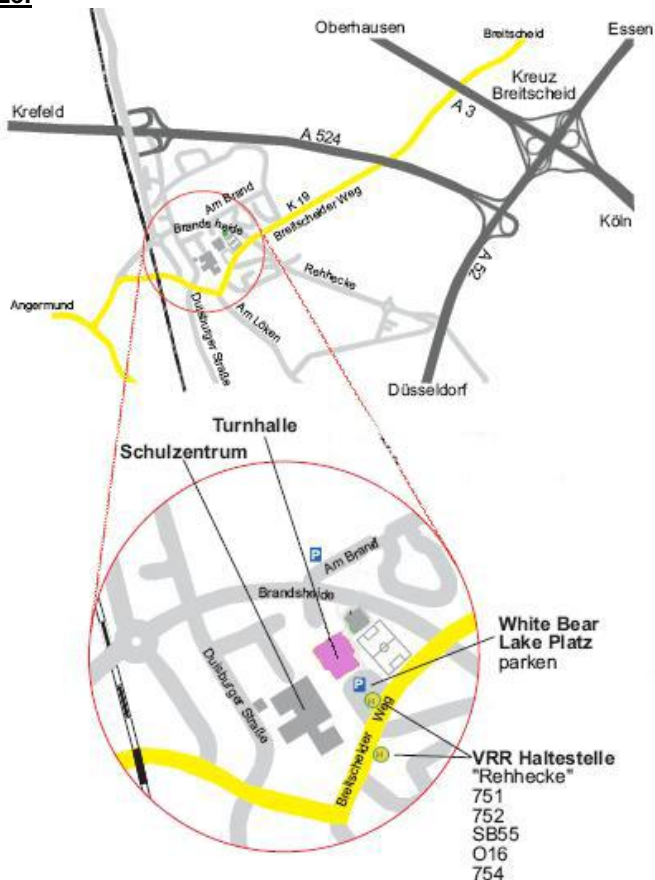 Oberhausen
Breitscheid
Essen
Kreuz
Breitscheid
Krefeld
A 3
A 524
Am Brand
K 19
Brandsheide
Breitscheider Weg
Köln
Rehhecke
A 52
Angermund
Duisburger Straße
Am Löken
Düsseldorf
Turnhalle
Schulzentrum
P
Am Brand
Brandsheide
White Bear
Lake Platz
parken
Duisburger Straße
P
H
Breitscheider Weg
H
VRR Haltestelle
"Rehhecke"
751
752
SB55
O16
754